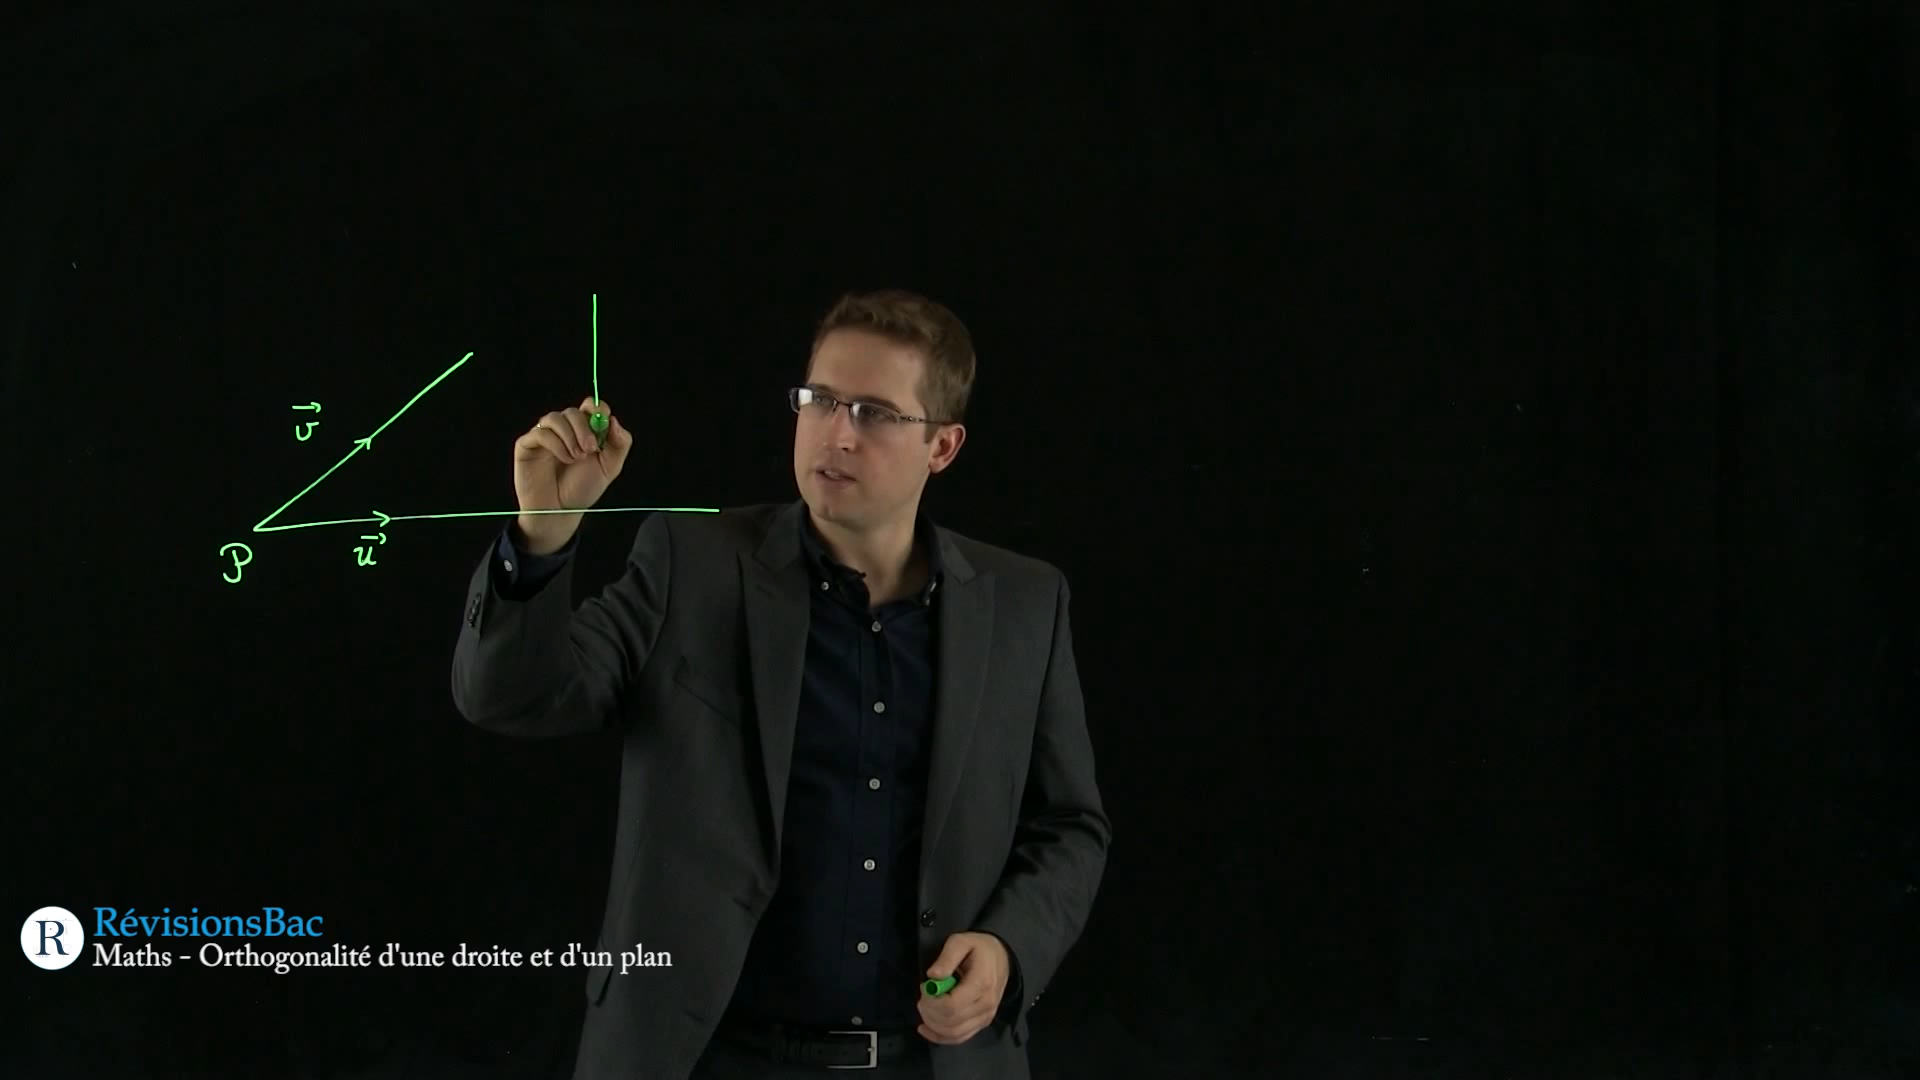 v
u
P
R
RévisionsBac
Maths - Orthogonalité d'une droite et d'un plan